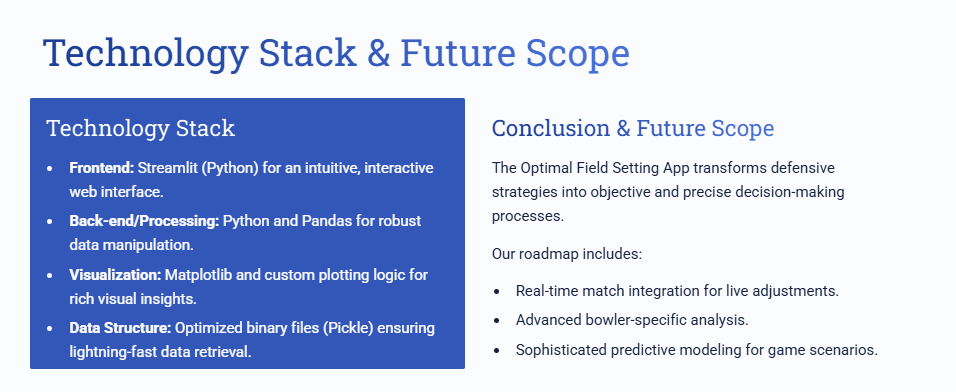 Technology Stack & Future Scope
Technology Stack
• Frontend: Streamlit (Python) for an intuitive, interactive
web interface.
• Back-end/Processing: Python and Pandas for robust
data manipulation.
• Visualization: Matplotlib and custom plotting logic for
rich visual insights.
• Data Structure: Optimized binary files (Pickle) ensuring
lightning-fast data retrieval.
Conclusion & Future Scope
The Optimal Field Setting App transforms defensive
strategies into objective and precise decision-making
processes.
Our roadmap includes:
• Real-time match integration for live adjustments.
• Advanced bowler-specific analysis.
• Sophisticated predictive modeling for game scenarios.